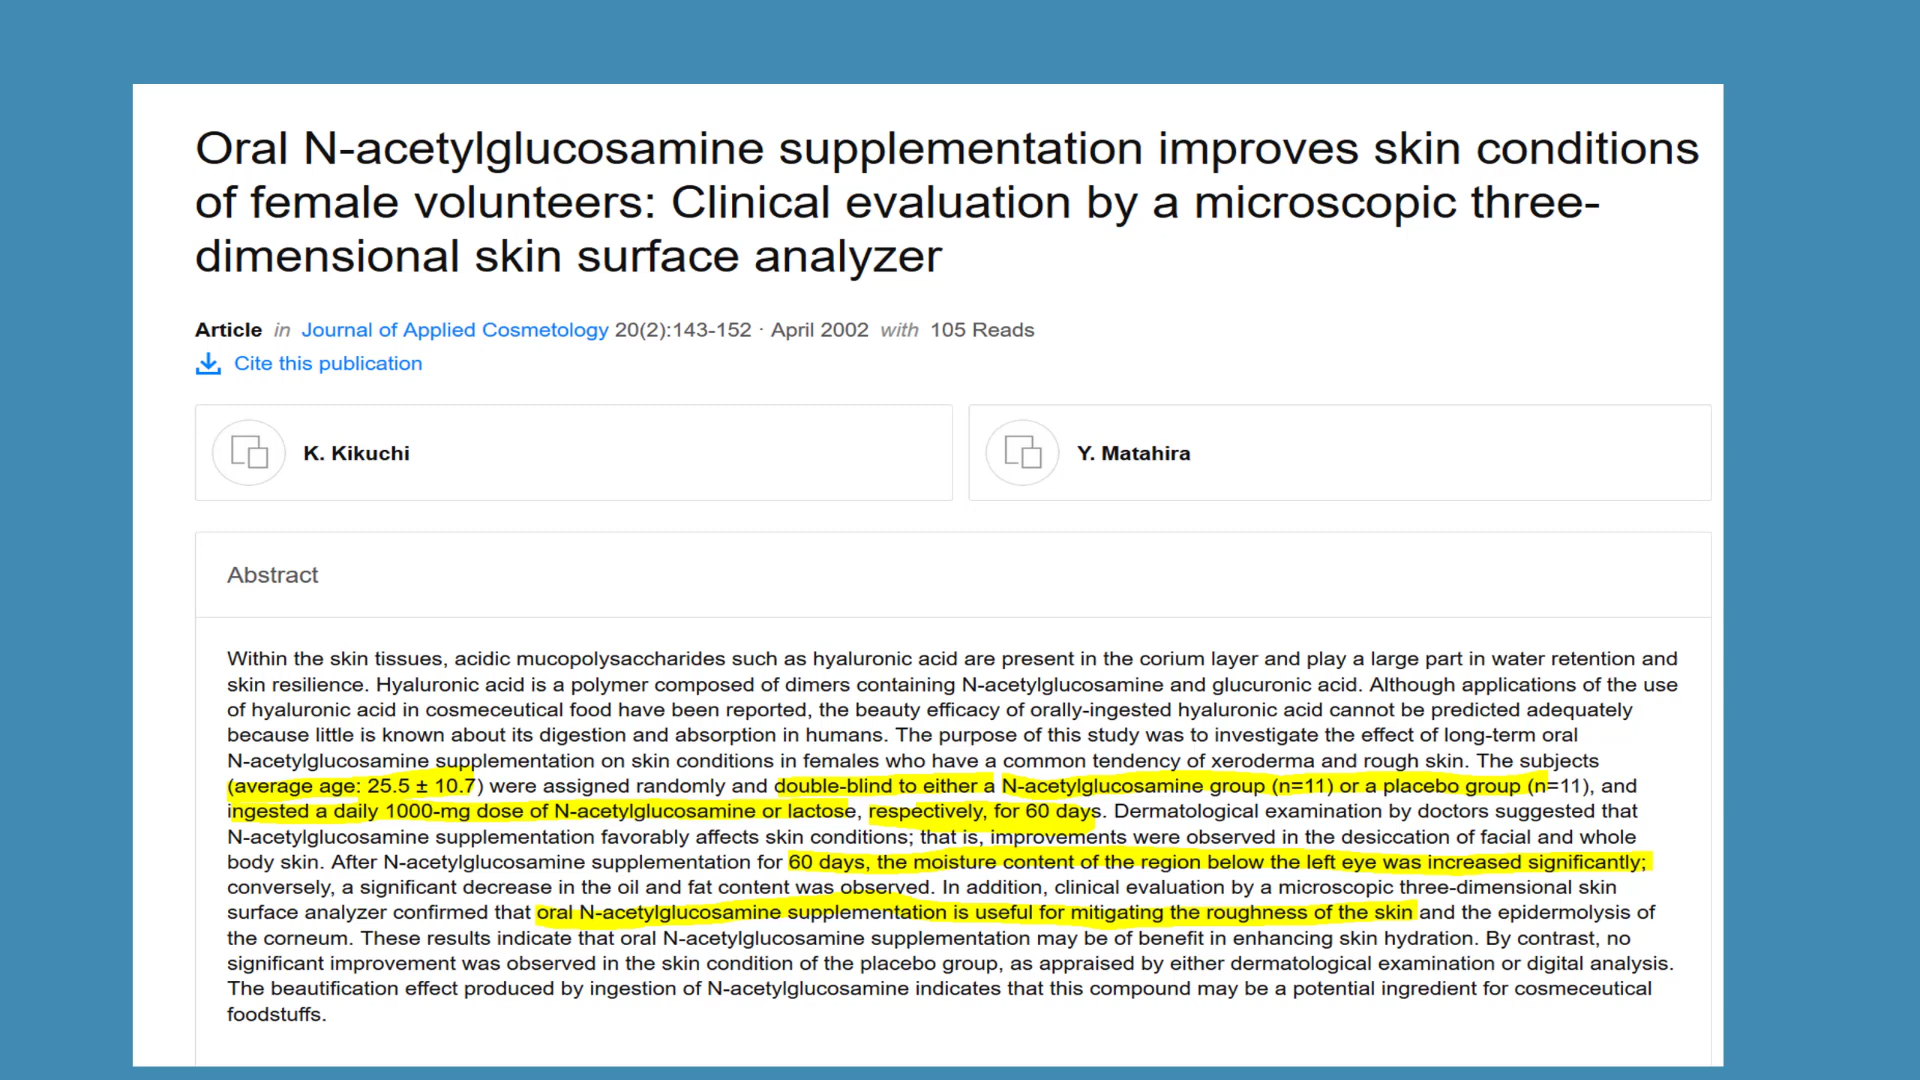 Oral N-acetylglucosamine supplementation improves skin conditions
of female volunteers: Clinical evaluation by a microscopic three-
dimensional skin surface analyzer
Article in Journal of Applied Cosmetology 20(2):143-152 · April 2002 with 105 Reads
Cite this publication
K. Kikuchi
Y. Matahira
Abstract
Within the skin tissues, acidic mucopolysaccharides such as hyaluronic acid are present in the corium layer and play a large part in water retention and
skin resilience. Hyaluronic acid is a polymer composed of dimers containing N-acetylglucosamine and glucuronic acid. Although applications of the use
of hyaluronic acid in cosmeceutical food have been reported, the beauty efficacy of orally-ingested hyaluronic acid cannot be predicted adequately
because little is known about its digestion and absorption in humans. The purpose of this study was to investigate the effect of long-term oral
N-acetylglucosamine supplementation on skin conditions in females who have a common tendency of xeroderma and rough skin. The subjects
(average age: 25.5 ± 10.7) were assigned randomly and double-blind to either a N-acetylglucosamine group (n=11) or a placebo group (n=11), and
ingested a daily 1000-mg dose of N-acetylglucosamine or lactose, respectively, for 60 days. Dermatological examination by doctors suggested that
N-acetylglucosamine supplementation favorably affects skin conditions; that is, improvements were observed in the desiccation of facial and whole
body skin. After N-acetylglucosamine supplementation for 60 days, the moisture content of the region below the left eye was increased significantly;
conversely, a significant decrease in the oil and fat content was observed. In addition, clinical evaluation by a microscopic three-dimensional skin
surface analyzer confirmed that oral N-acetylglucosamine supplementation is useful for mitigating the roughness of the skin and the epidermolysis of
the corneum. These results indicate that oral N-acetylglucosamine supplementation may be of benefit in enhancing skin hydration. By contrast, no
significant improvement was observed in the skin condition of the placebo group, as appraised by either dermatological examination or digital analysis.
The beautification effect produced by ingestion of N-acetylglucosamine indicates that this compound may be a potential ingredient for cosmeceutical
foodstuffs.